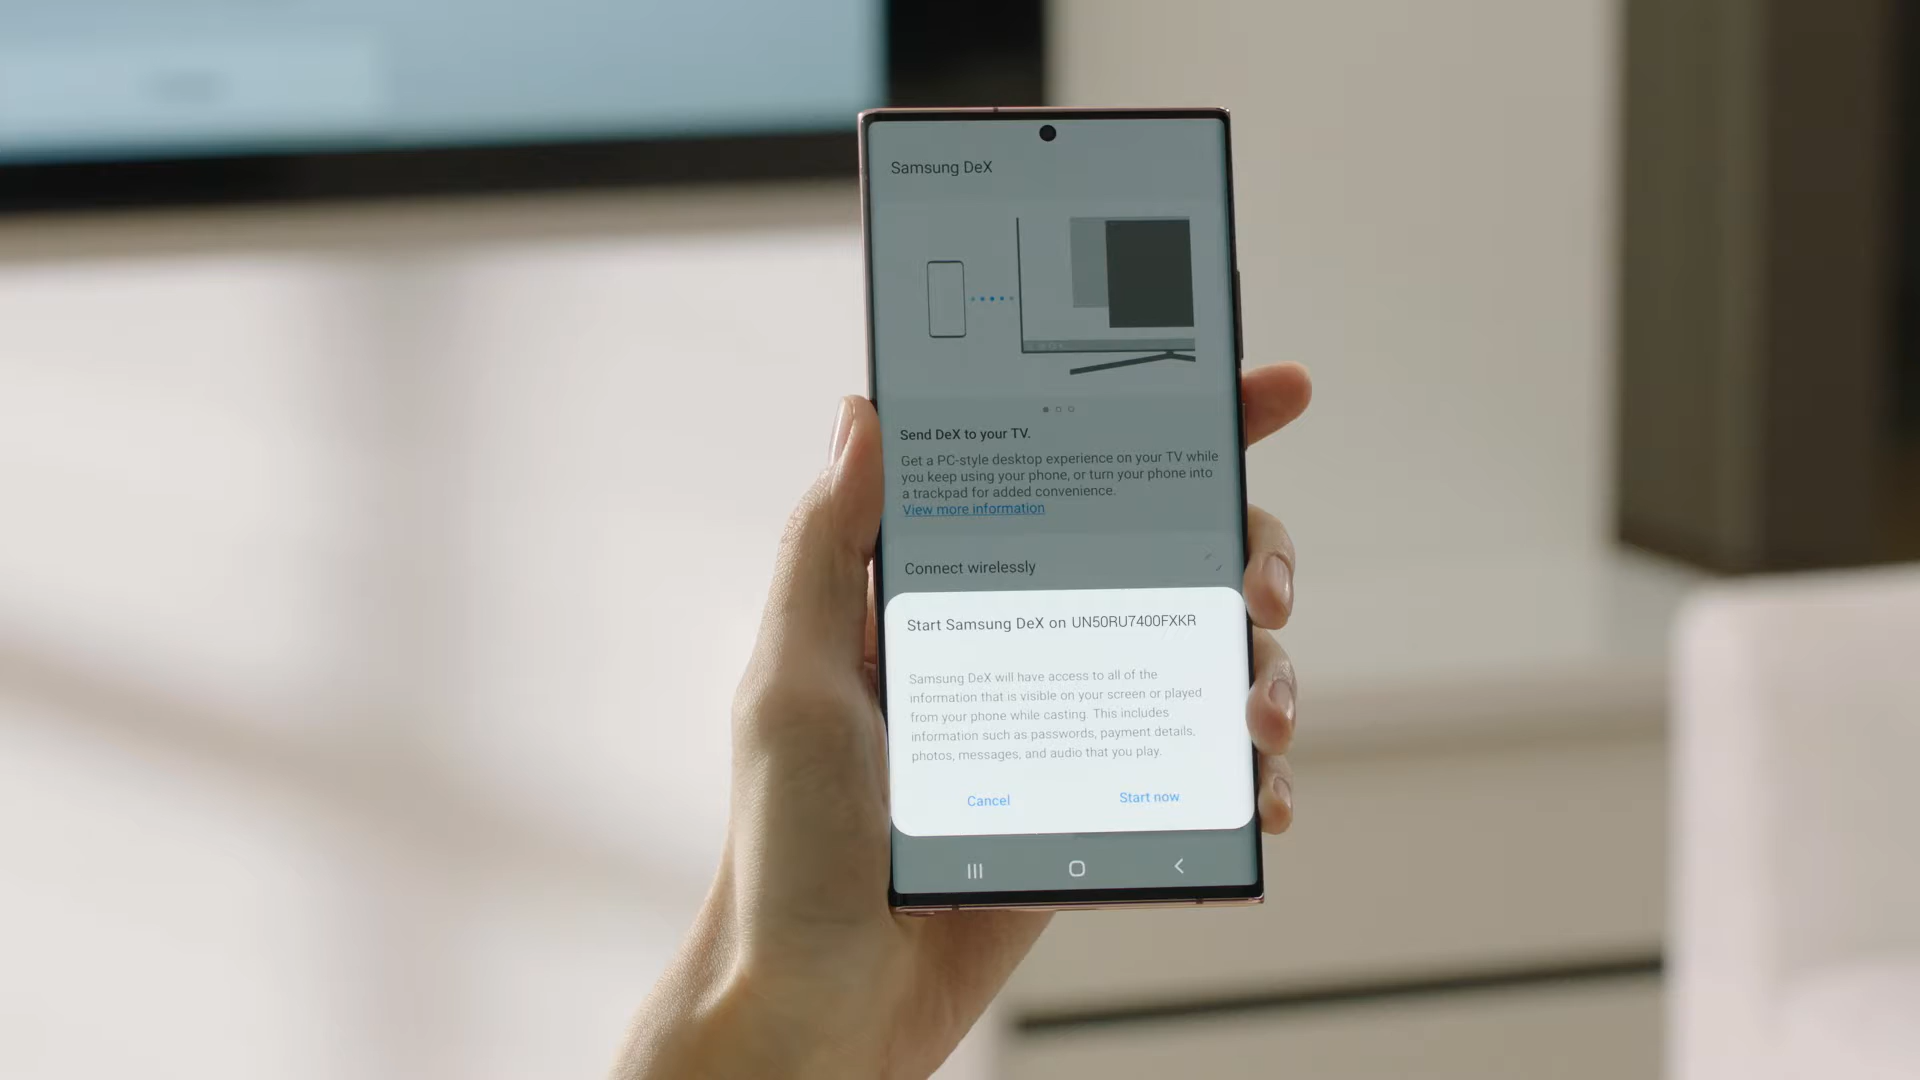 Samsung DeX
Send DeX to your TV.
Get a PC-style desktop experience on your TV while
you keep using your phone, or turn your phone into
a trackpad for added convenience.
View more information
Connect wirelessly
Start Samsung DeX on UN50RU7400FXKR
Samsung DeX will have access to all of the
information that is visible on your screen or played
from your phone while casting. This includes
information such as passwords, payment details,
photos, messages, and audio that you play.
Cancel
Start now